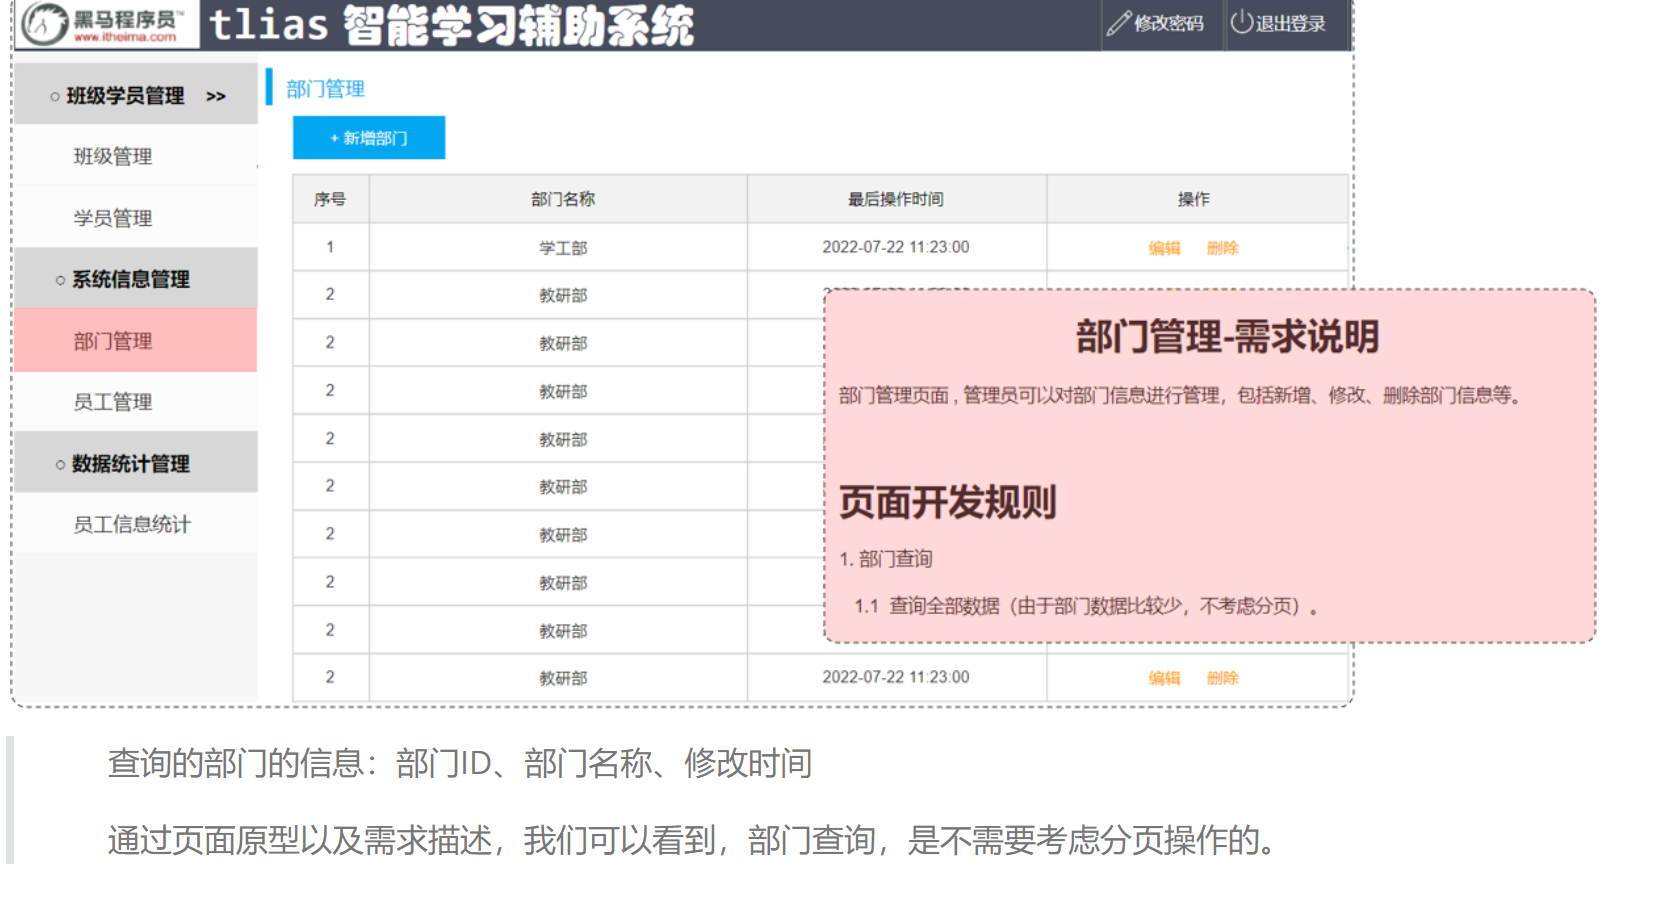 黑马程序员™
www.itheima.com
tlias 智能学习辅助系统
修改密码
退出登录
班级学员管理 >>
班级管理
学员管理
系统信息管理
部门管理
员工管理
数据统计管理
员工信息统计
部门管理
+ 新增部门
序号 部门名称 最后操作时间 操作
1 学工部 2022-07-22 11:23:00 编辑 删除
2 教研部
2 教研部
2 教研部
2 教研部
2 教研部
2 教研部
2 教研部
2 教研部
2 教研部 2022-07-22 11:23:00 编辑 删除
部门管理-需求说明
部门管理页面 , 管理员可以对部门信息进行管理，包括新增、修改、删除部门信息等。
页面开发规则
1. 部门查询
1.1 查询全部数据（由于部门数据比较少，不考虑分页）。
查询的部门的信息：部门ID、部门名称、修改时间
通过页面原型以及需求描述，我们可以看到，部门查询，是不需要考虑分页操作的。